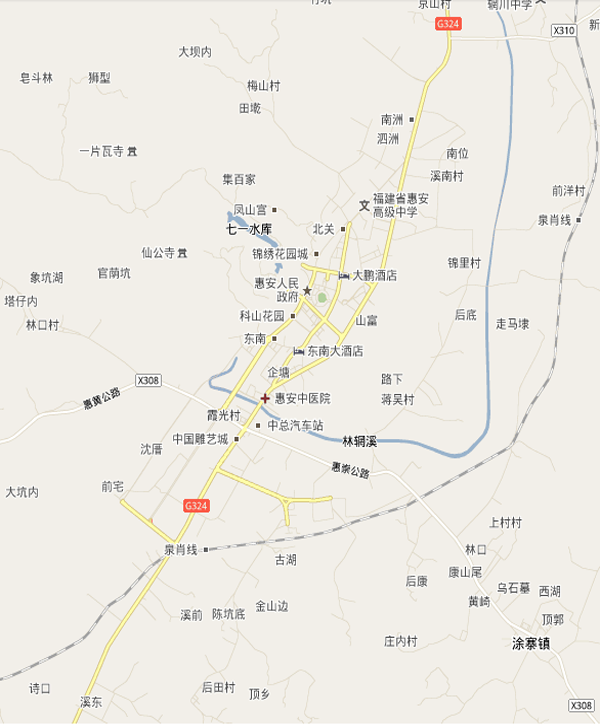 京山村
辋川中学
G324
X310
大坝内
皂斗林
狮型
梅山村
田墘
南洲
泗洲
一片瓦寺
南位
集百家
溪南村
福建省惠安
高级中学
前洋村
凤山宫
泉肖线
七一水库
北关
仙公寺
锦绣花园城
锦里村
象坑湖
官荫坑
大鹏酒店
惠安人民
政府
塔仔内
林口村
科山花园
山富
后底
走马埭
东南
东南大酒店
企塘
X308
路下
惠黄公路
惠安中医院
蒋吴村
霞光村
中总汽车站
中国雕艺城
林辋溪
沈厝
惠崇公路
大坑内
前宅
G324
上村村
泉肖线
林口
古湖
康山尾
后康
乌石墓
西湖
黄崎
金山边
溪前
陈坑底
顶郭
庄内村
涂寨镇
诗口
后田村
顶乡
溪东
X308